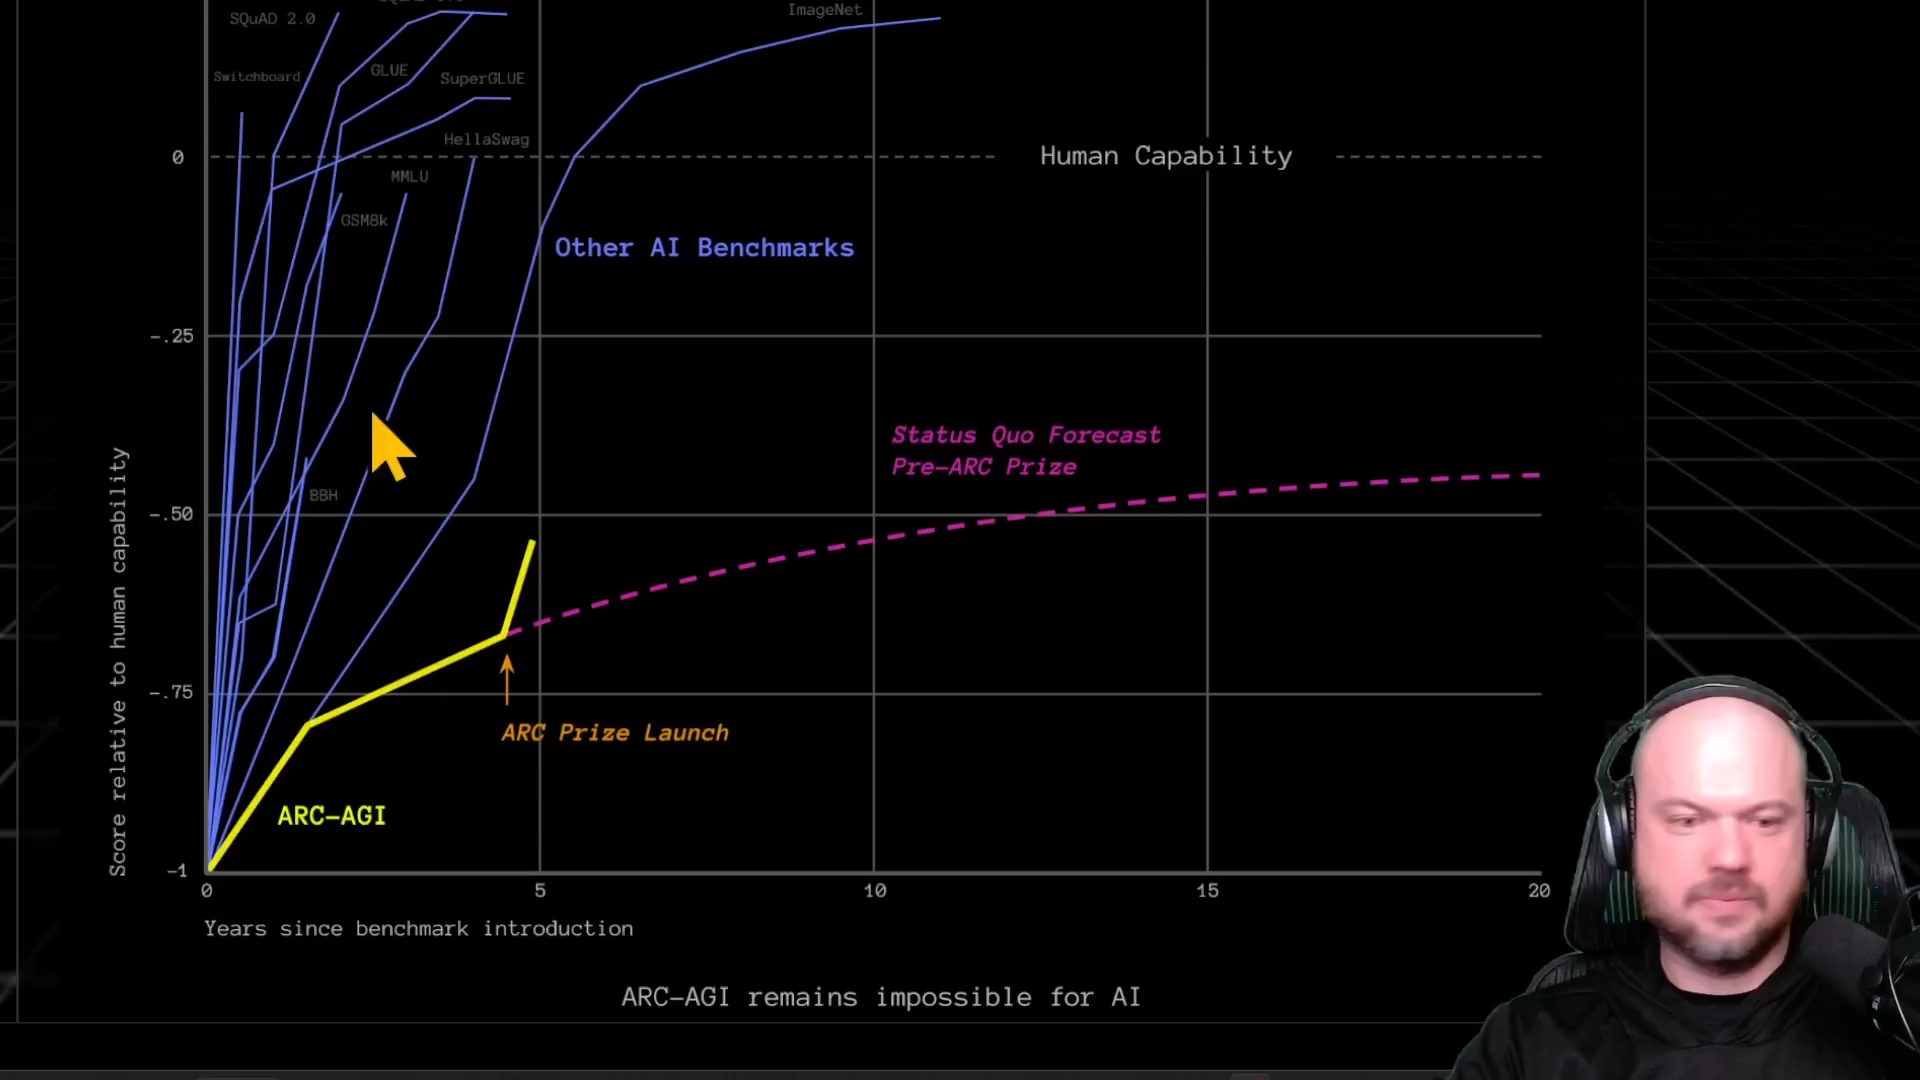 ImageNet
SQuAD 2.0
GLUE
Switchboard
SuperGLUE
HellaSwag
0
Human Capability
MMLU
GSM8k
Other AI Benchmarks
-.25
Status Quo Forecast
Pre-ARC Prize
BBH
-.50
Score relative to human capability
-.75
ARC Prize Launch
ARC-AGI
-1
0 5 10 15 20
Years since benchmark introduction
ARC-AGI remains impossible for AI